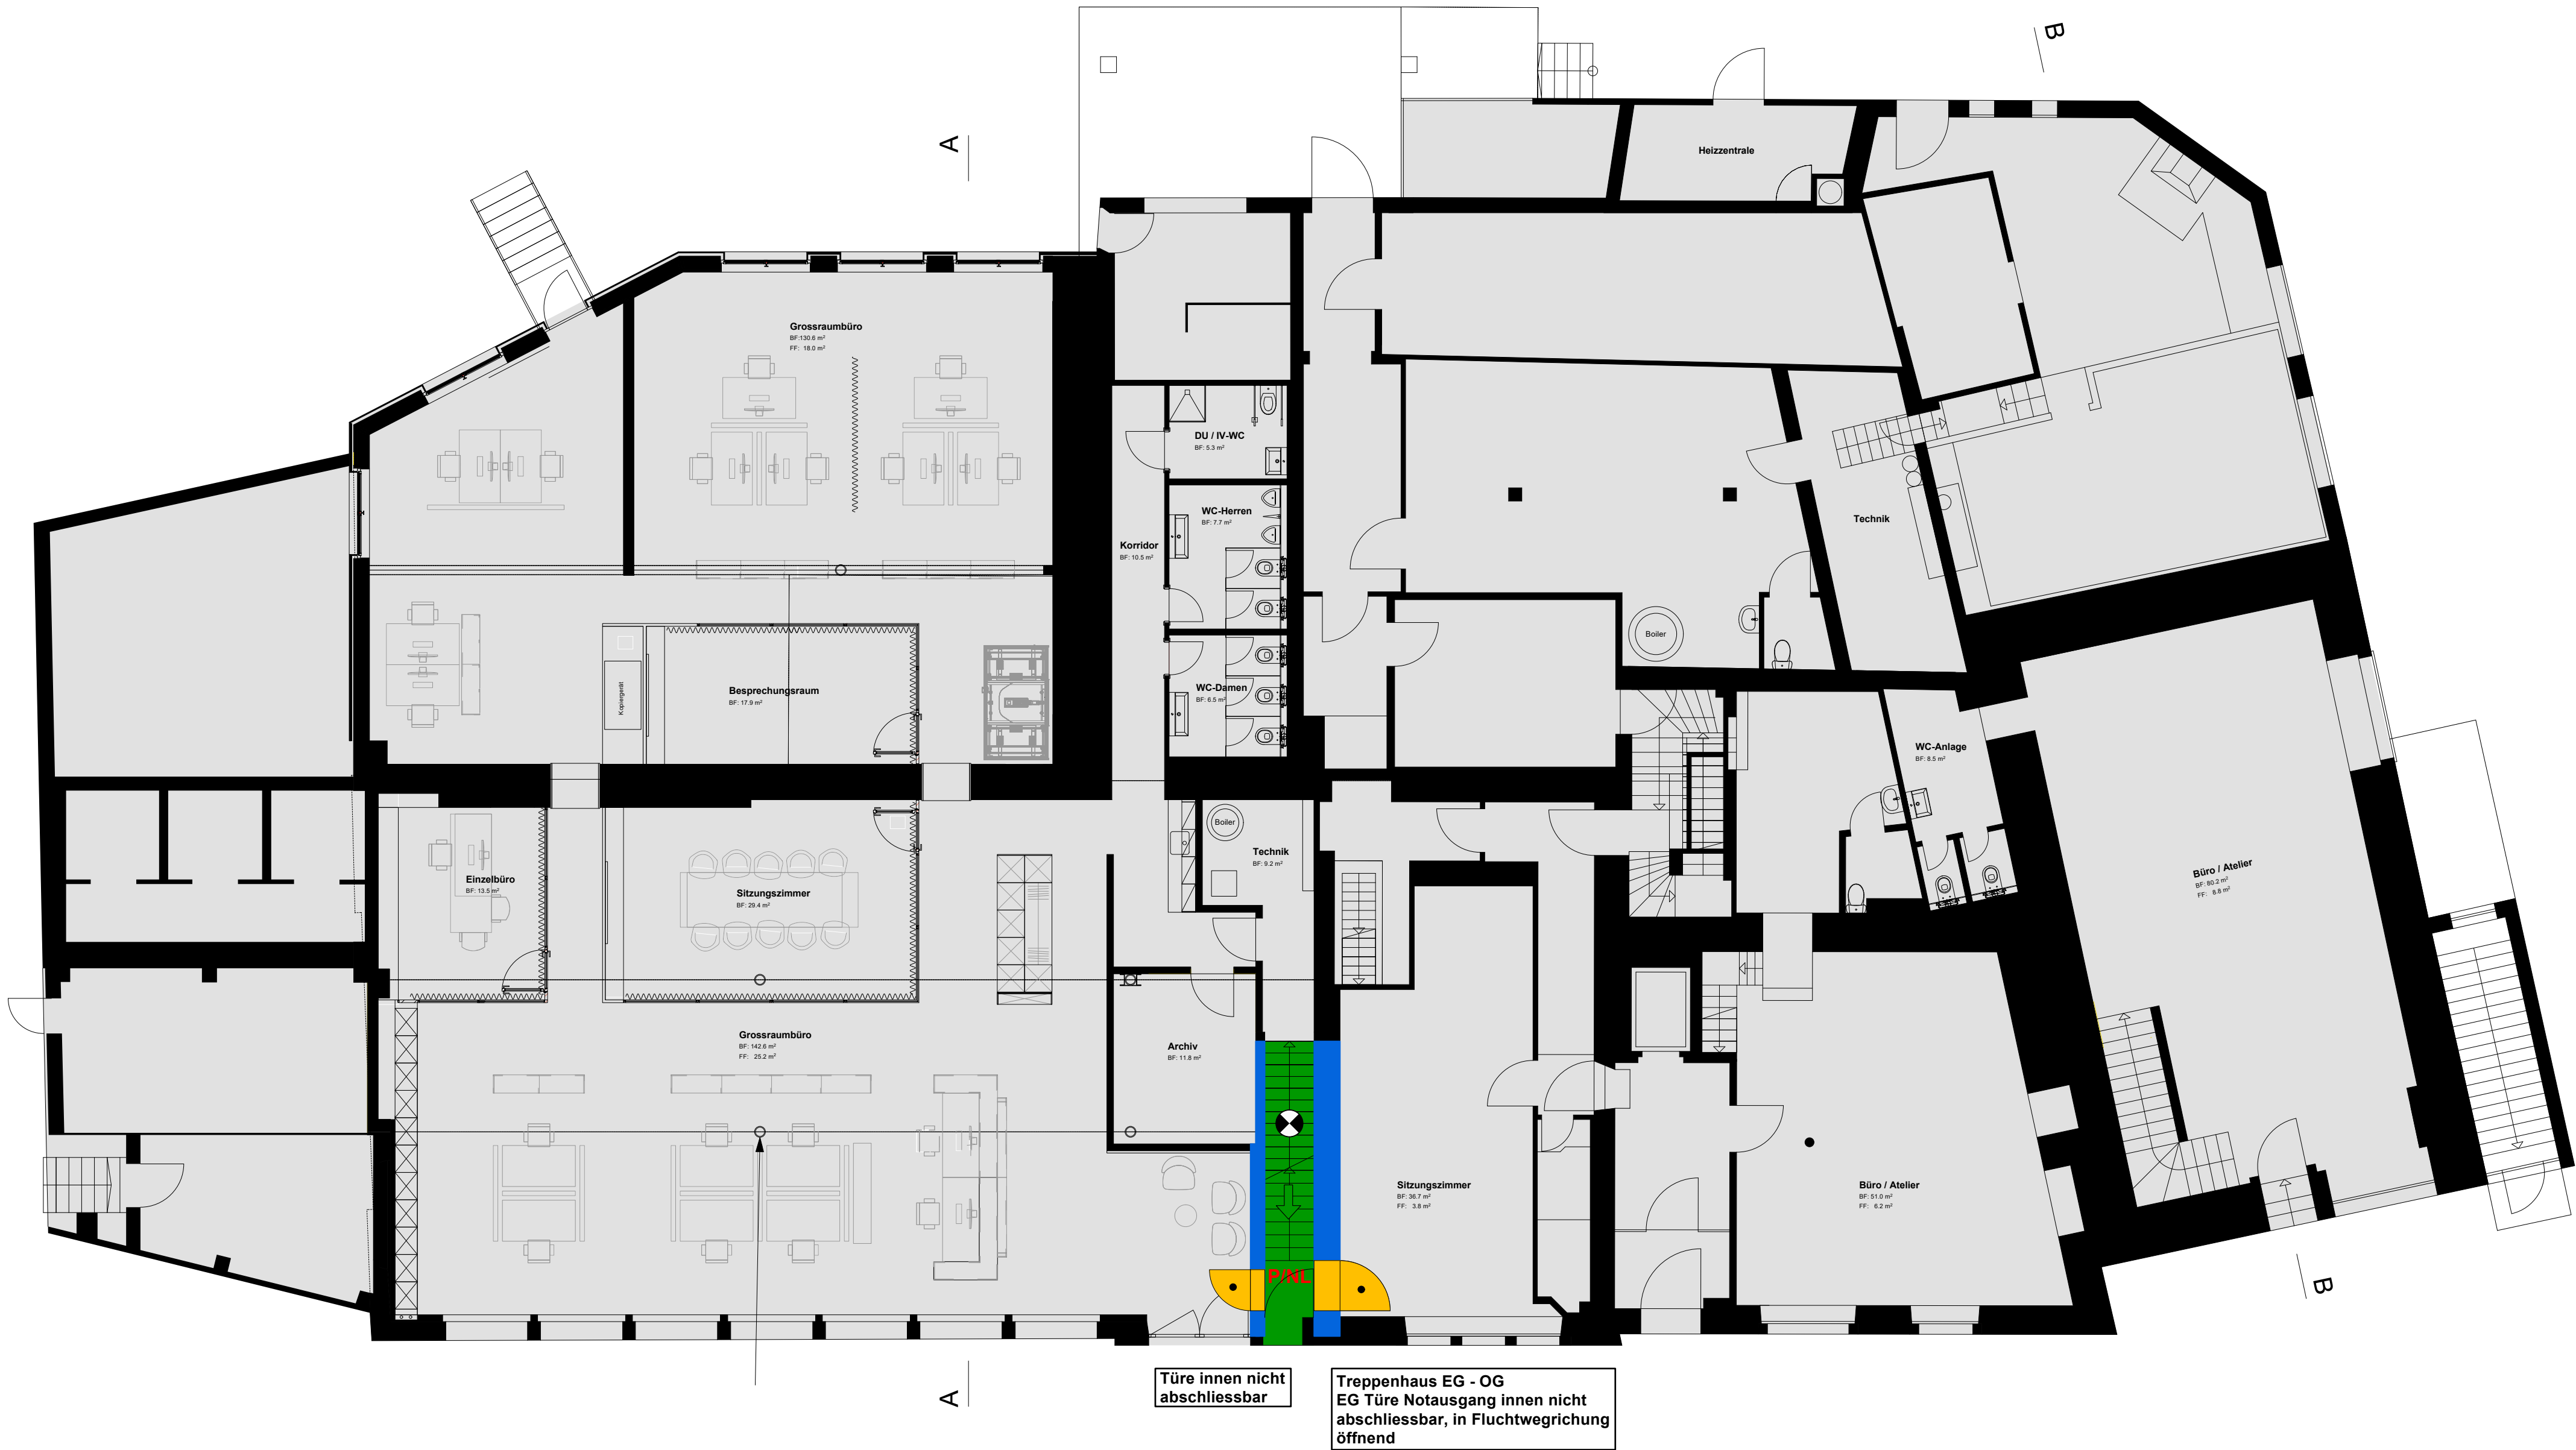 B
A
Heizzentrale
Grossraumbüro
BF:130.6 m²
FF: 18.0 m²
DU / IV-WC
BF: 5.3 m²
WC-Herren
BF: 7.7 m²
Korridor
BF: 10.5 m²
Technik
Boiler
Kopiergerät
Besprechungsraum
BF: 17.9 m²
WC-Damen
BF: 6.5 m²
WC-Anlage
BF: 8.5 m²
Boiler
Technik
BF: 9.2 m²
Einzelbüro
BF: 13.5 m²
Sitzungszimmer
BF: 29.4 m²
Büro / Atelier
BF: 80.2 m²
FF: 8.8 m²
Grossraumbüro
BF: 142.6 m²
FF: 25.2 m²
Archiv
BF: 11.8 m²
Sitzungszimmer
BF: 36.7 m²
FF: 3.8 m²
Büro / Atelier
BF: 51.0 m²
FF: 6.2 m²
P/NL
B
A
Türe innen nicht
abschliessbar
Treppenhaus EG - OG
EG Türe Notausgang innen nicht
abschliessbar, in Fluchtwegrichung
öffnend